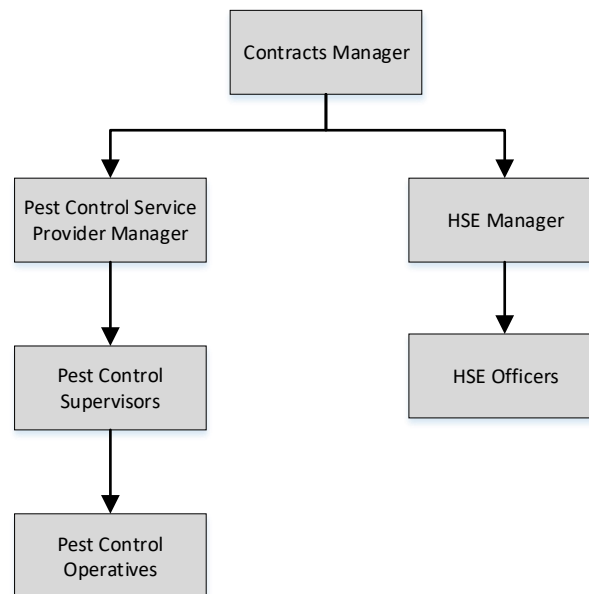 Contracts Manager
Pest Control Service
Provider Manager
HSE Manager
Pest Control
Supervisors
HSE Officers
Pest Control
Operatives